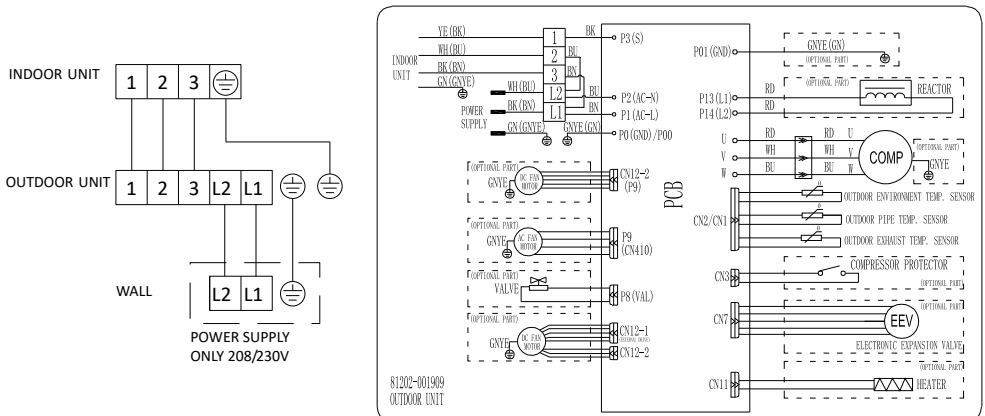 INDOOR UNIT
1 2 3
OUTDOOR UNIT
1 2 3 L2 L1
WALL
L2 L1
POWER SUPPLY
ONLY 208/230V
YE(BK)
WH(BU)
BK(BN)
GN(GNYE)
INDOOR
UNIT
1
2
3
L2
L1
BK
BU
BN
BU
BN
WH(BU)
BK(BN)
GN(GNYE)
POWER
SUPPLY
GNYE(GN)
P3(S)
P2(AC-N)
P1(AC-L)
P0(GND)/P00
(OPTIONAL PART)
GNYE
DC FAN
MOTOR
CN12-2
(P9)
(OPTIONAL PART)
GNYE
AC FAN
MOTOR
P9
(CN410)
(OPTIONAL PART)
VALVE
P8(VAL)
(OPTIONAL PART)
GNYE
DC FAN
MOTOR
CN12-1
(EXTERNAL DRIVE)
CN12-2
81202-001909
OUTDOOR UNIT
PCB
P01(GND)
GNYE(GN)
(OPTIONAL PART)
P13(L1)
P14(L2)
RD
RD
(OPTIONAL PART)
REACTOR
U RD RD U
V WH WH V
W BU BU W
COMP
(OPTIONAL PART)
GNYE
CN2/CN1
θ
OUTDOOR ENVIRONMENT TEMP. SENSOR
θ
OUTDOOR PIPE TEMP. SENSOR
θ
OUTDOOR EXHAUST TEMP. SENSOR
CN3
COMPRESSOR PROTECTOR
(OPTIONAL PART)
CN7
(OPTIONAL PART)
EEV
ELECTRONIC EXPANSION VALVE
CN11
(OPTIONAL PART)
HEATER